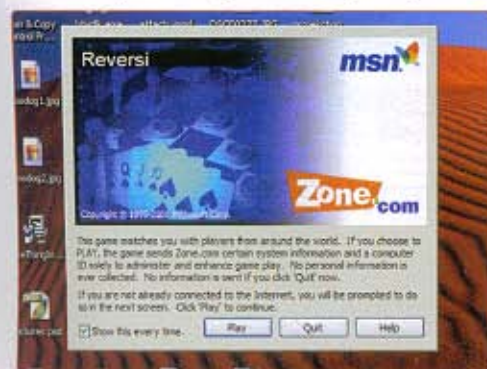 Reversi
msn
Zone.com
This game matches you with players from around the world. If you choose to
PLAY, the game sends Zone.com certain system information and a computer
ID solely to administer and enhance game play. No personal information is
ever collected. No information is sent if you click 'Quit' now.
If you are not already connected to the Internet, you will be prompted to do
so in the next screen. Click 'Play' to continue.
Show this every time.
Play
Quit
Help